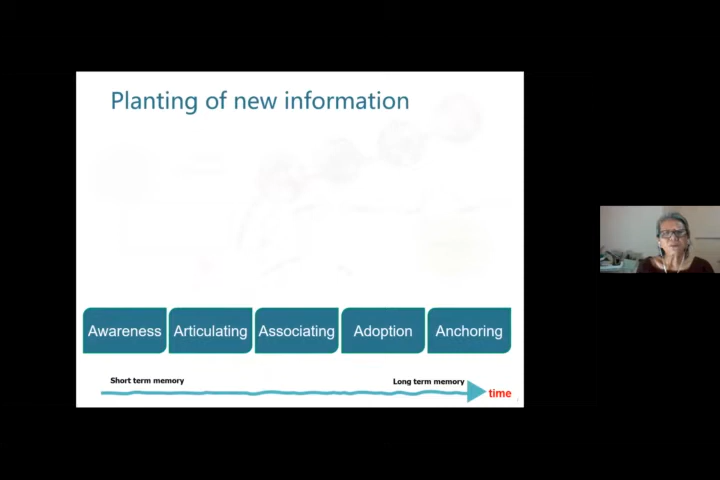 Planting of new information
Awareness Articulating Associating Adoption Anchoring
Short term memory Long term memory
time